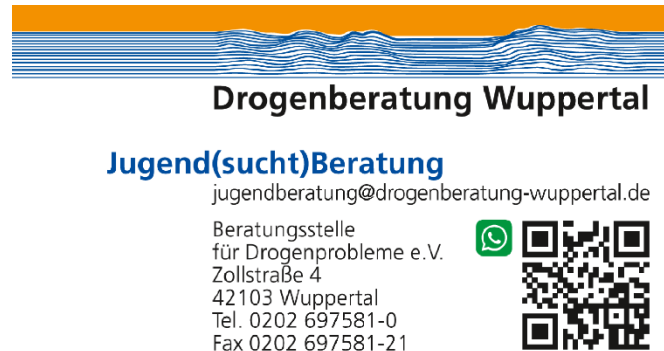 Drogenberatung Wuppertal
Jugend(sucht)Beratung
jugendberatung@drogenberatung-wuppertal.de
Beratungsstelle
für Drogenprobleme e.V.
Zollstraße 4
42103 Wuppertal
Tel. 0202 697581-0
Fax 0202 697581-21